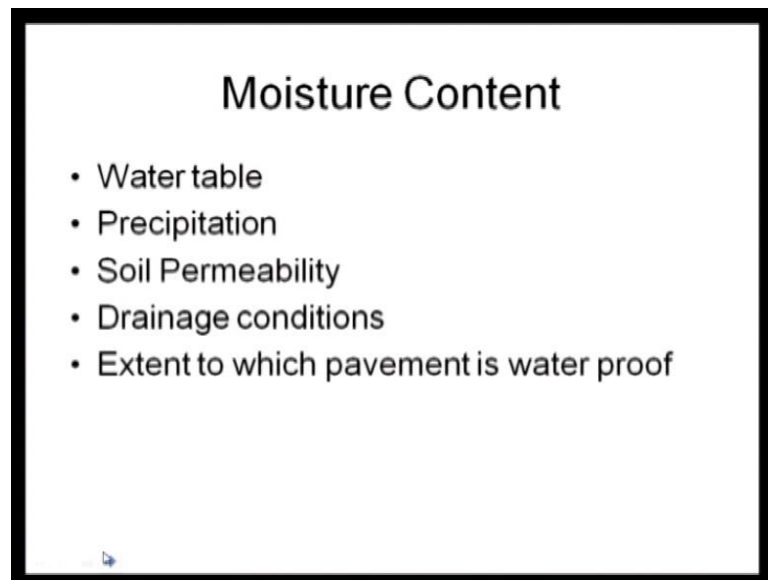 Moisture Content
• Water table
• Precipitation
• Soil Permeability
• Drainage conditions
• Extent to which pavement is water proof